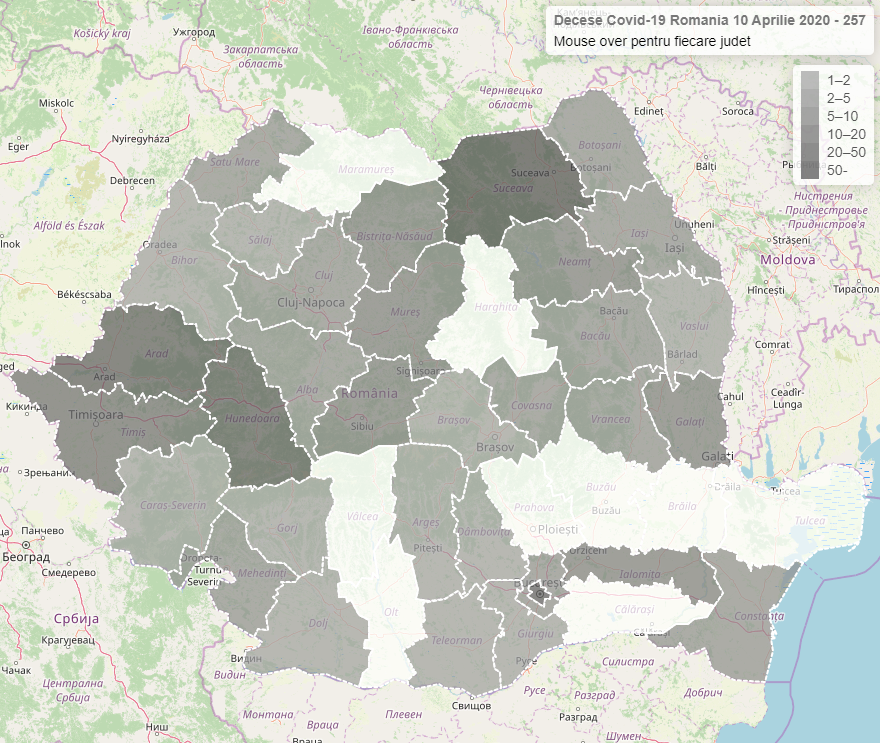 Decese Covid-19 Romania 10 Aprilie 2020 - 257
Mouse over pentru fiecare judet
1–2
2–5
5–10
10–20
20–50
50-
Košický kraj
Ужгород
Закарпатська
область
Івано-Франківська
область
Чернівецька
область
Miskolc
Nyíregyháza
Eger
Debrecen
Edineț
Soroca
Bălți
Satu Mare
Maramureș
Suceava
Suceava
Botoșani
Botoșani
Alföld és Észak
Нистрения
Приднестровье
Придністров'я
Ungheni
Strășeni
Moldova
Oradea
Bihor
Sălaj
Bistrița-Năsăud
Iași
Iași
Neamț
Békéscsaba
Cluj
Cluj-Napoca
Mureș
Harghita
Bacău
Bacău
Vaslui
Hîncești
Тирасполь
Comrat
Bârlad
Arad
Arad
Alba
Sighișoara
România
Sibiu
Covasna
Cahul
Ceadîr-
Lunga
Кикинда
Timișoara
Timiș
Hunedoara
Brașov
Brașov
Vrancea
Galați
Galați
Зрењанин
Caraș-Severin
Gorj
Vâlcea
Argeș
Pitești
Dâmbovița
Prahova
Ploiești
Buzău
Buzău
Brăila
Brăila
Tulcea
Tulcea
Панчево
Београд
Смедерево
Drobeta-
Turnu
Severin
Mehedinți
Urziceni
Ialomița
București
Călărași
Călărași
Constanța
Србија
Крагујевац
Чачак
Dolj
Olt
Teleorman
Giurgiu
Русе
Видин
Видин
Силистра
Централна
Србија
Ниш
Монтана
Враца
Враца
Плевен
Свищов
Русе
Разград
Разград
Шумен
Добрич